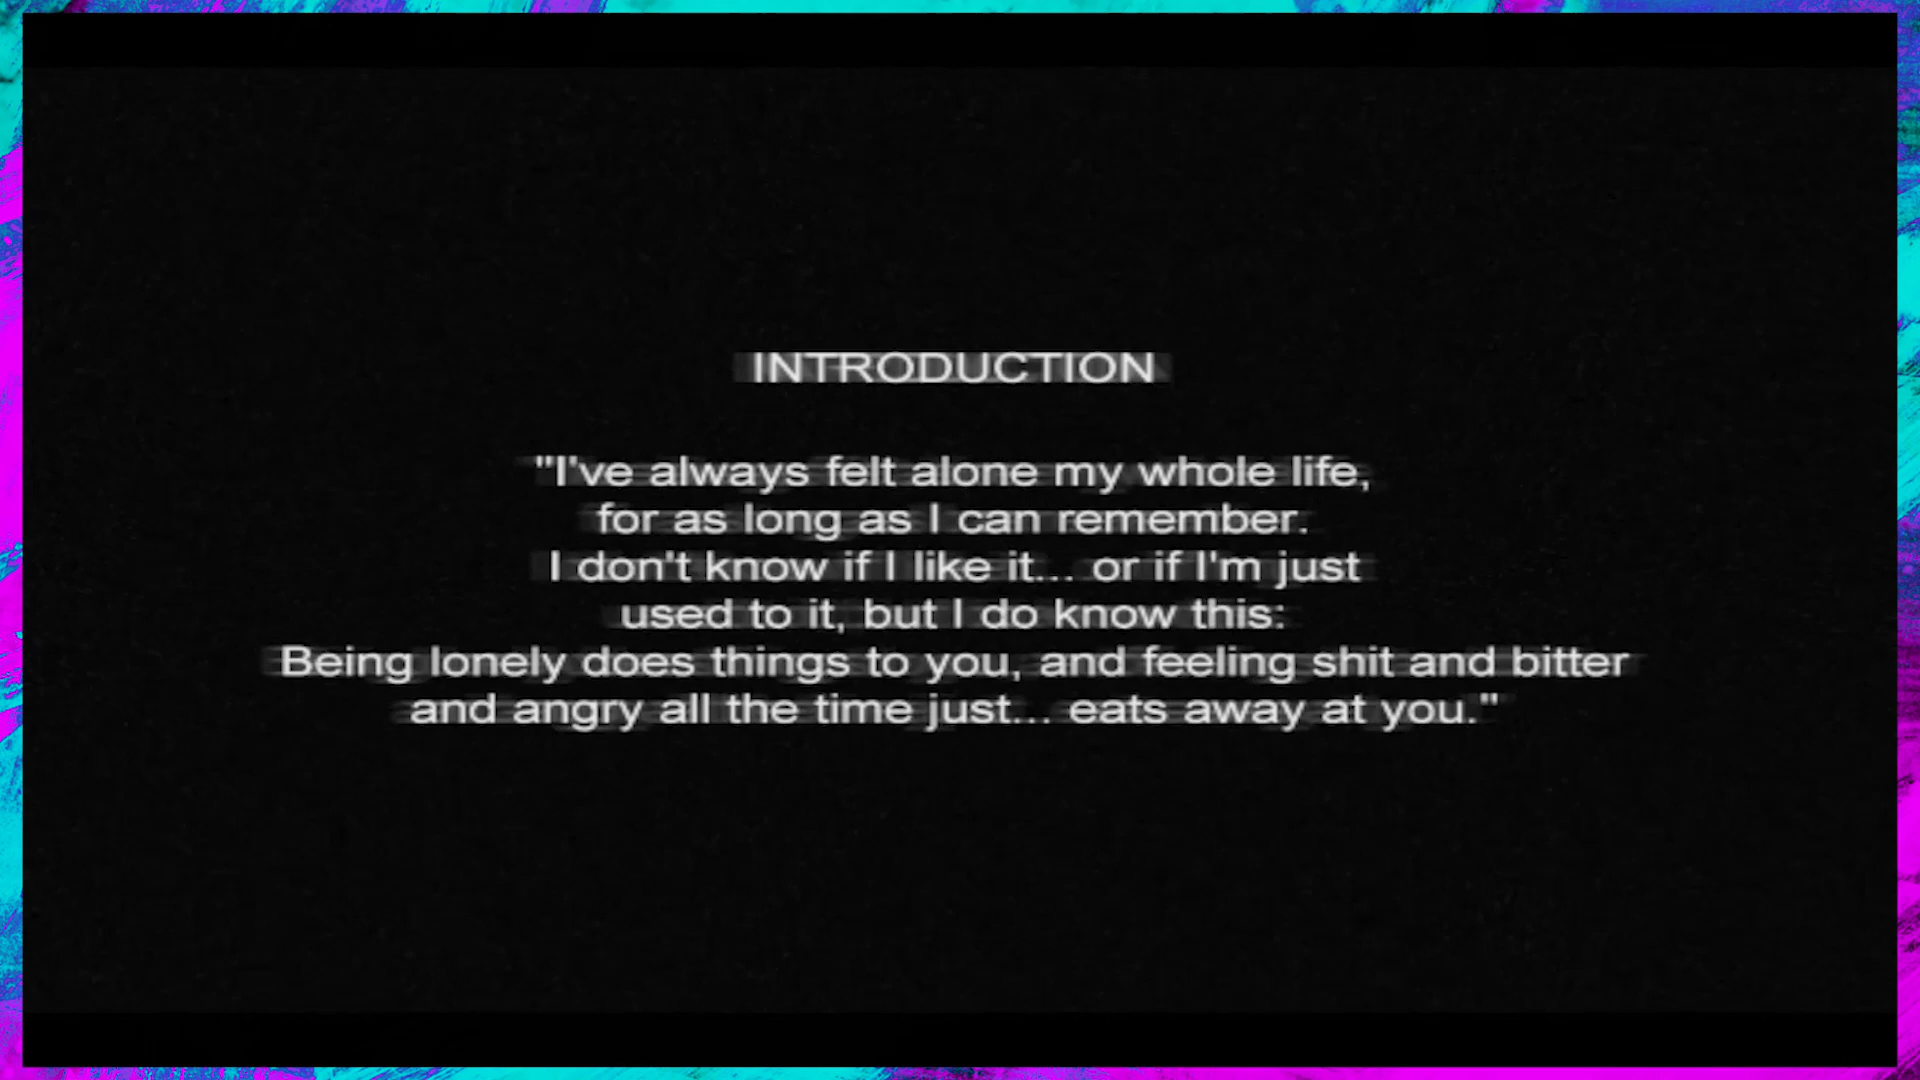 INTRODUCTION
"I've always felt alone my whole life,
for as long as I can remember.
I don't know if I like it... or if I'm just
used to it, but I do know this:
Being lonely does things to you, and feeling shit and bitter
and angry all the time just... eats away at you."